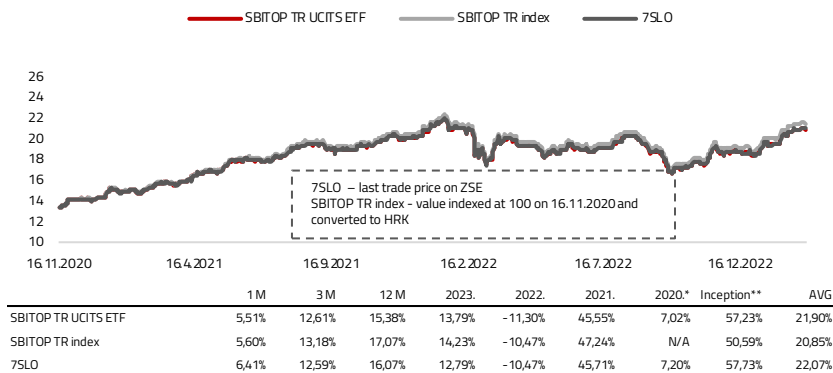 SBITOP TR UCITS ETF SBITOP TR index 7SLO
26
24
22
20
18
16
14
12
10
7SLO – last trade price on ZSE
SBITOP TR index - value indexed at 100 on 16.11.2020 and
converted to HRK
16.11.2020 16.4.2021 16.9.2021 16.2.2022 16.7.2022 16.12.2022
1 M 3 M 12 M 2023. 2022. 2021. 2020.* Inception** AVG
SBITOP TR UCITS ETF 5,51% 12,61% 15,38% 13,79% -11,30% 45,55% 7,02% 57,23% 21,90%
SBITOP TR index 5,60% 13,18% 17,07% 14,23% -10,47% 47,24% N/A 50,59% 20,85%
7SLO 6,41% 12,59% 16,07% 12,79% -10,47% 45,71% 7,20% 57,73% 22,07%